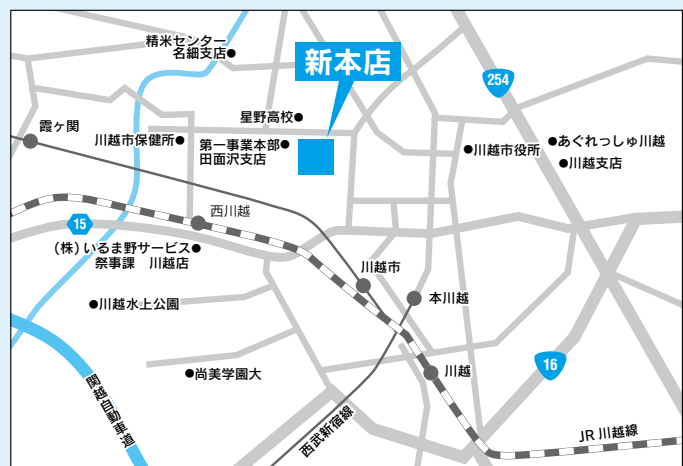 精米センター
名細支店
新本店
254
星野高校
霞ヶ関
川越市保健所
第一事業本部
田面沢支店
川越市役所
あぐれっしゅ川越
川越支店
西川越
15
(株)いるま野サービス
祭事課 川越店
川越市
本川越
川越水上公園
16
尚美学園大
川越
関越自動車道
西武新宿線
JR 川越線